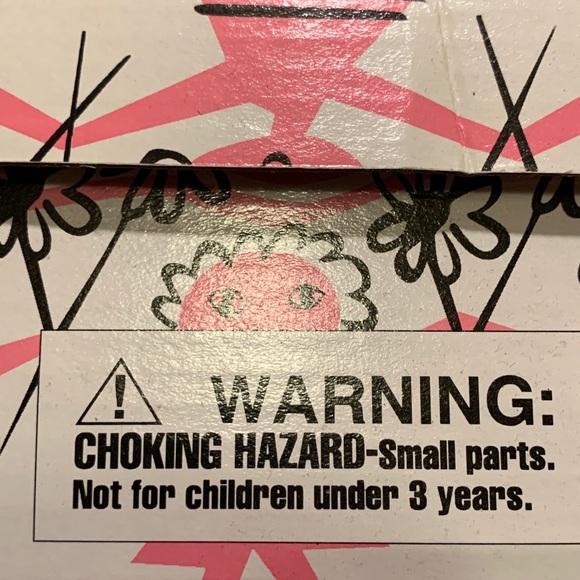 WARNING:
CHOKING HAZARD-Small parts.
Not for children under 3 years.